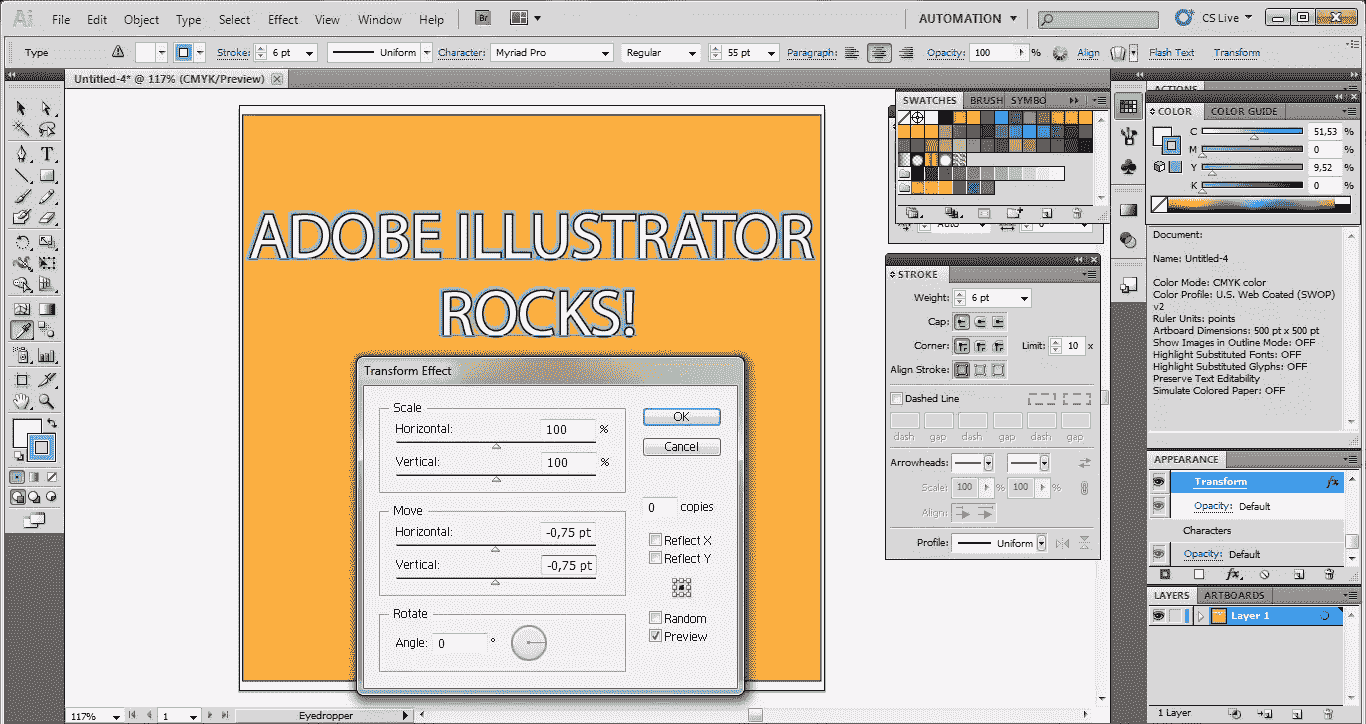 Ai File Edit Object Type Select Effect View Window Help Br AUTOMATION CS Live
Type Stroke: 6 pt Uniform Character: Myriad Pro Regular 55 pt Paragraph: Opacity: 100 % Align Flash Text Transform
Untitled-4* @ 117% (CMYK/Preview)
ADOBE ILLUSTRATOR
ROCKS!
Transform Effect
Scale
Horizontal: 100 %
Vertical: 100 %
Move
Horizontal: -0,75 pt
Vertical: -0,75 pt
Rotate
Angle: 0 °
OK
Cancel
0 copies
Reflect X
Reflect Y
Random
Preview
SWATCHES BRUSH SYMBO
Auto 0
STROKE
Weight: 6 pt
Cap:
Corner: Limit: 10 x
Align Stroke:
Dashed Line
dash gap dash gap dash gap
Arrowheads:
Scale: 100 % 100 %
Align:
Profile: Uniform
ACTIONS
COLOR COLOR GUIDE
C 51,53 %
M 0 %
Y 9,52 %
K 0 %
Document:
Name: Untitled-4
Color Mode: CMYK color
Color Profile: U.S. Web Coated (SWOP)
v2
Ruler Units: points
Artboard Dimensions: 500 pt x 500 pt
Show Images in Outline Mode: OFF
Highlight Substituted Fonts: OFF
Highlight Substituted Glyphs: OFF
Preserve Text Editability
Simulate Colored Paper: OFF
APPEARANCE
Transform fx
Opacity: Default
Characters
Opacity: Default
fx
LAYERS ARTBOARDS
Layer 1
1 Layer
117% 1 Eyedropper